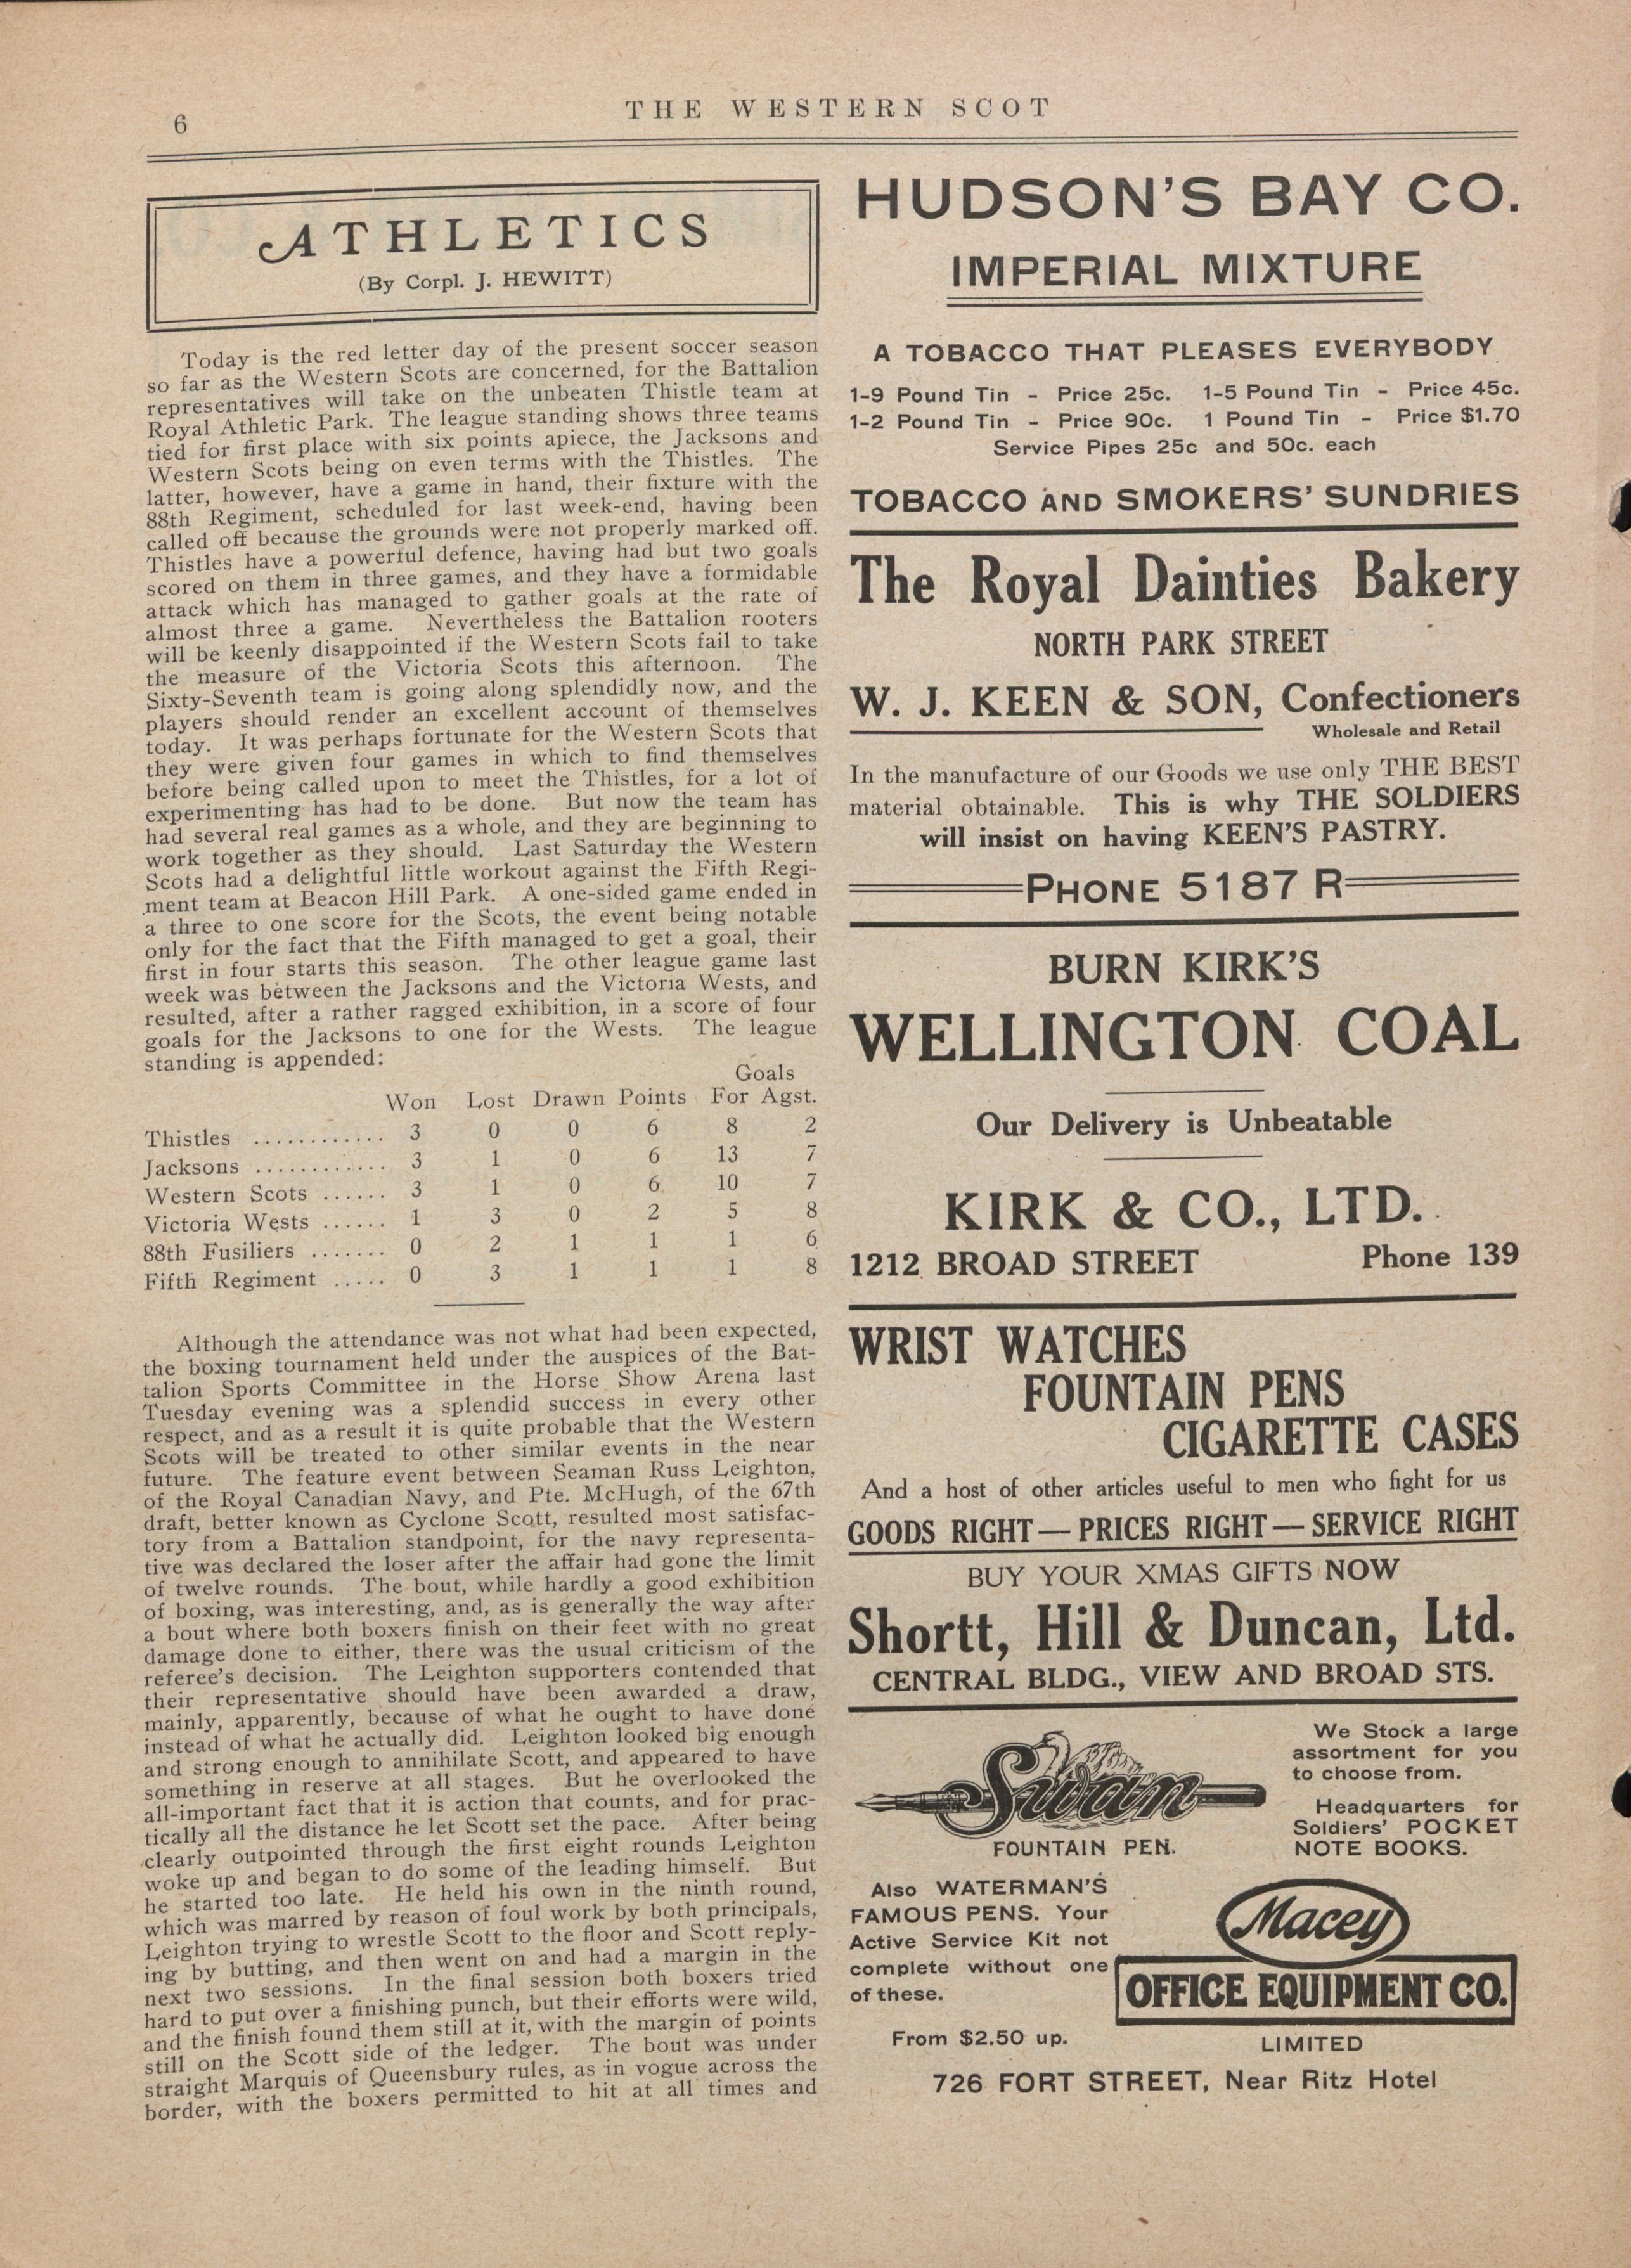 6
THE WESTERN SCOT
ATHLETICS
(By Corpl. J. HEWITT)
Today is the red letter day of the present soccer season
so far as the Western Scots are concerned, for the Battalion
representatives will take on the unbeaten Thistle team at
Royal Athletic Park. The league standing shows three teams
tied for first place with six points apiece, the Jacksons and
Western Scots being on even terms with the Thistles. The
latter, however, have a game in hand, their fixture with the
88th Regiment, scheduled for last week-end, having been
called off because the grounds were not properly marked off.
Thistles have a powerful defence, having had but two goals
scored on them in three games, and they have a formidable
attack which has managed to gather goals at the rate of
almost three a game. Nevertheless the Battalion rooters
will be keenly disappointed if the Western Scots fail to take
the measure of the Victoria Scots this afternoon. The
Sixty-Seventh team is going along splendidly now, and the
players should render an excellent account of themselves
today. It was perhaps fortunate for the Western Scots that
they were given four games in which to find themselves
before being called upon to meet the Thistles, for a lot of
experimenting has had to be done. But now the team has
had several real games as a whole, and they are beginning to
work together as they should. Last Saturday the Western
Scots had a delightful little workout against the Fifth Regi-
ment team at Beacon Hill Park. A one-sided game ended in
a three to one score for the Scots, the event being notable
only for the fact that the Fifth managed to get a goal, their
first in four starts this season. The other league game last
week was between the Jacksons and the Victoria Wests, and
resulted, after a rather ragged exhibition, in a score of four
goals for the Jacksons to one for the Wests. The league
standing is appended:
Goals
Won Lost Drawn Points For Agst.
Thistles ............ 3 0 0 6 8 2
Jacksons ............ 3 1 0 6 13 7
Western Scots ...... 3 1 0 6 10 7
Victoria Wests ...... 1 3 0 2 5 8
88th Fusiliers ....... 0 2 1 1 1 6
Fifth Regiment ..... 0 3 1 1 1 8
Although the attendance was not what had been expected,
the boxing tournament held under the auspices of the Bat-
talion Sports Committee in the Horse Show Arena last
Tuesday evening was a splendid success in every other
respect, and as a result it is quite probable that the Western
Scots will be treated to other similar events in the near
future. The feature event between Seaman Russ Leighton,
of the Royal Canadian Navy, and Pte. McHugh, of the 67th
draft, better known as Cyclone Scott, resulted most satisfac-
tory from a Battalion standpoint, for the navy representa-
tive was declared the loser after the affair had gone the limit
of twelve rounds. The bout, while hardly a good exhibition
of boxing, was interesting, and, as is generally the way after
a bout where both boxers finish on their feet with no great
damage done to either, there was the usual criticism of the
referee's decision. The Leighton supporters contended that
their representative should have been awarded a draw,
mainly, apparently, because of what he ought to have done
instead of what he actually did. Leighton looked big enough
and strong enough to annihilate Scott, and appeared to have
something in reserve at all stages. But he overlooked the
all-important fact that it is action that counts, and for prac-
tically all the distance he let Scott set the pace. After being
clearly outpointed through the first eight rounds Leighton
woke up and began to do some of the leading himself. But
he started too late. He held his own in the ninth round,
which was marred by reason of foul work by both principals,
Leighton trying to wrestle Scott to the floor and Scott reply-
ing by butting, and then went on and had a margin in the
next two sessions. In the final session both boxers tried
hard to put over a finishing punch, but their efforts were wild,
and the finish found them still at it, with the margin of points
still on the Scott side of the ledger. The bout was under
straight Marquis of Queensbury rules, as in vogue across the
border, with the boxers permitted to hit at all times and
HUDSON'S BAY CO.
IMPERIAL MIXTURE
A TOBACCO THAT PLEASES EVERYBODY
1-9 Pound Tin - Price 25c. 1-5 Pound Tin - Price 45c.
1-2 Pound Tin - Price 90c. 1 Pound Tin - Price $1.70
Service Pipes 25c and 50c. each
TOBACCO AND SMOKERS' SUNDRIES
The Royal Dainties Bakery
NORTH PARK STREET
W. J. KEEN & SON, Confectioners
Wholesale and Retail
In the manufacture of our Goods we use only THE BEST
material obtainable. This is why THE SOLDIERS
will insist on having KEEN'S PASTRY.
PHONE 5187 R
BURN KIRK'S
WELLINGTON COAL
Our Delivery is Unbeatable
KIRK & CO., LTD.
1212 BROAD STREET Phone 139
WRIST WATCHES
FOUNTAIN PENS
CIGARETTE CASES
And a host of other articles useful to men who fight for us
GOODS RIGHT—PRICES RIGHT—SERVICE RIGHT
BUY YOUR XMAS GIFTS NOW
Shortt, Hill & Duncan, Ltd.
CENTRAL BLDG., VIEW AND BROAD STS.
Swan
FOUNTAIN PEN.
We Stock a large
assortment for you
to choose from.
Headquarters for
Soldiers' POCKET
NOTE BOOKS.
Also WATERMAN'S
FAMOUS PENS. Your
Active Service Kit not
complete without one
of these.
From $2.50 up.
Macey
OFFICE EQUIPMENT CO.
LIMITED
726 FORT STREET, Near Ritz Hotel